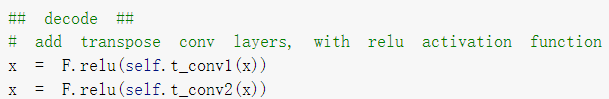 ## decode ##
# add transpose conv layers, with relu activation function
x = F.relu(self.t_conv1(x))
x = F.relu(self.t_conv2(x))